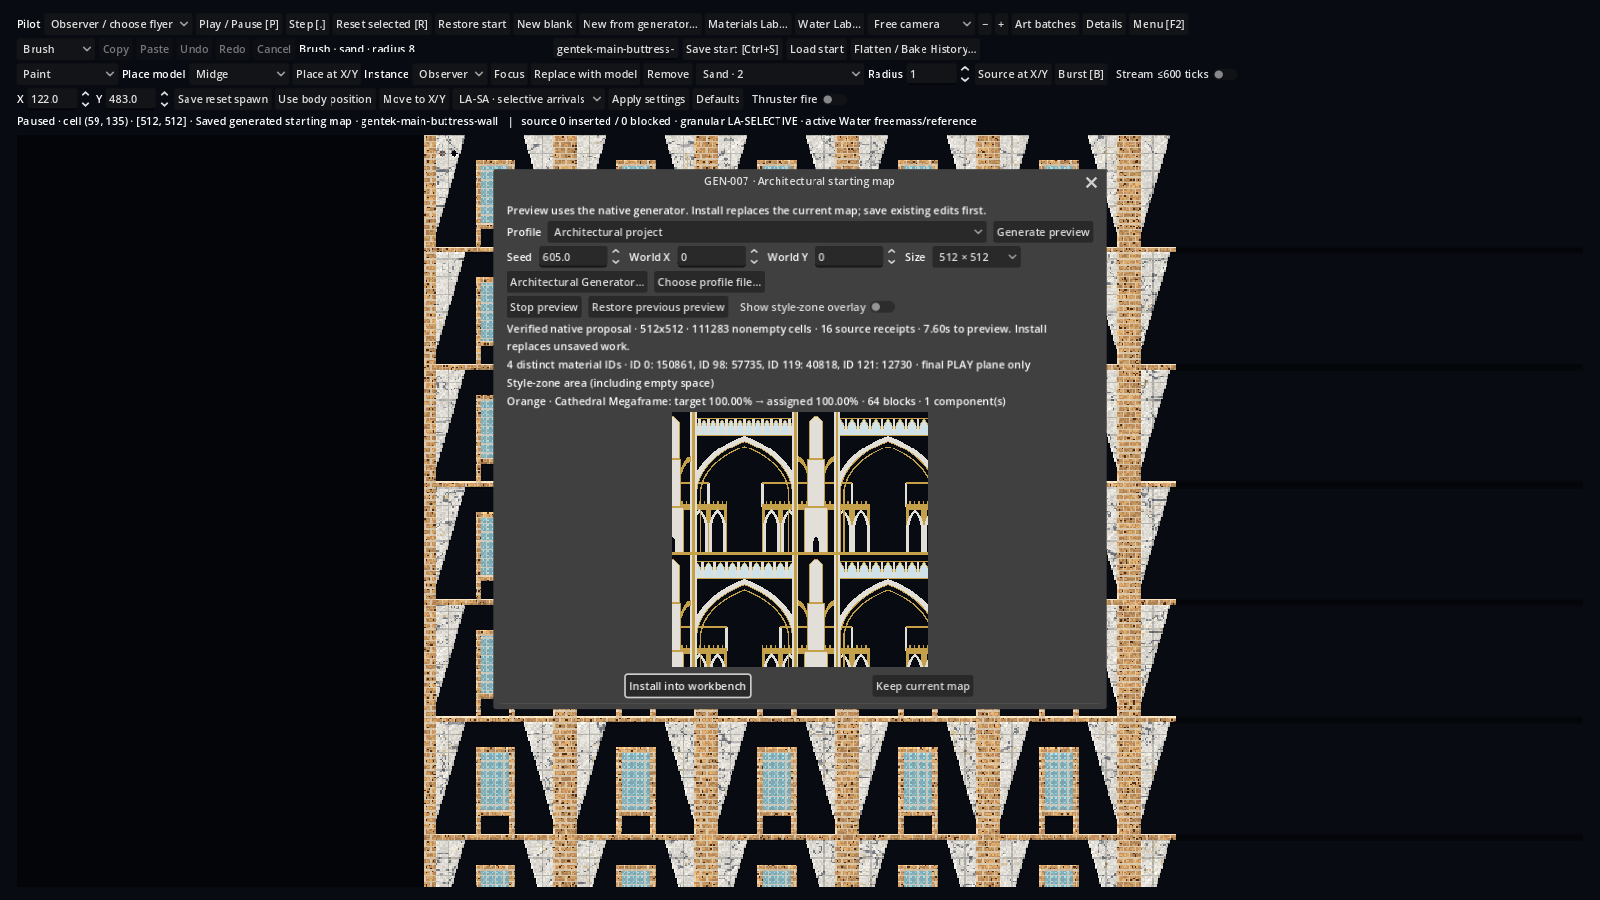 Pilot Observer / choose flyer Play / Pause [P] Step [.] Reset selected [R] Restore start New blank New from generator... Materials Lab... Water Lab... Free camera − + Art batches Details Menu [F2]
Brush Copy Paste Undo Redo Cancel Brush · sand · radius 8 gentek-main-buttress- Save start [Ctrl+S] Load start Flatten / Bake History...
Paint Place model Midge Place at X/Y Instance Observer Focus Replace with model Remove Sand · 2 Radius 1 Source at X/Y Burst [B] Stream ≤600 ticks
X 122.0 Y 483.0 Save reset spawn Use body position Move to X/Y LA-SA · selective arrivals Apply settings Defaults Thruster fire
Paused · cell (59, 135) · [512, 512] · Saved generated starting map · gentek-main-buttress-wall | source 0 inserted / 0 blocked · granular LA-SELECTIVE · active Water freemass/reference
GEN-007 · Architectural starting map
Preview uses the native generator. Install replaces the current map; save existing edits first.
Profile Architectural project Generate preview
Seed 605.0 World X 0 World Y 0 Size 512 × 512
Architectural Generator... Choose profile file...
Stop preview Restore previous preview Show style-zone overlay
Verified native proposal · 512x512 · 111283 nonempty cells · 16 source receipts · 7.60s to preview. Install
replaces unsaved work.
4 distinct material IDs · ID 0: 150861, ID 98: 57735, ID 119: 40818, ID 121: 12730 · final PLAY plane only
Style-zone area (including empty space)
Orange · Cathedral Megaframe: target 100.00% → assigned 100.00% · 64 blocks · 1 component(s)
Install into workbench Keep current map